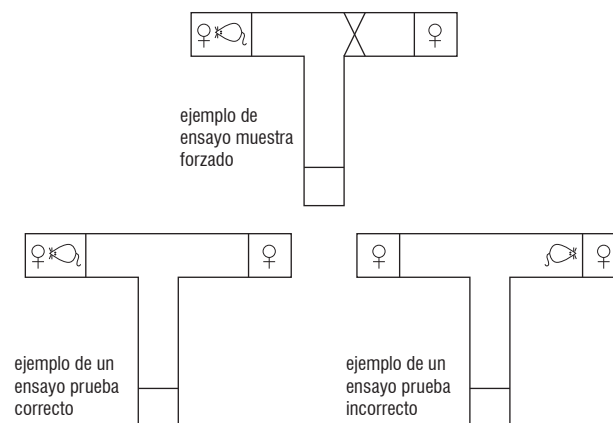 ♀ ♀
ejemplo de
ensayo muestra
forzado
♀ ♀
♀ ♀
ejemplo de un
ensayo prueba
correcto
ejemplo de un
ensayo prueba
incorrecto